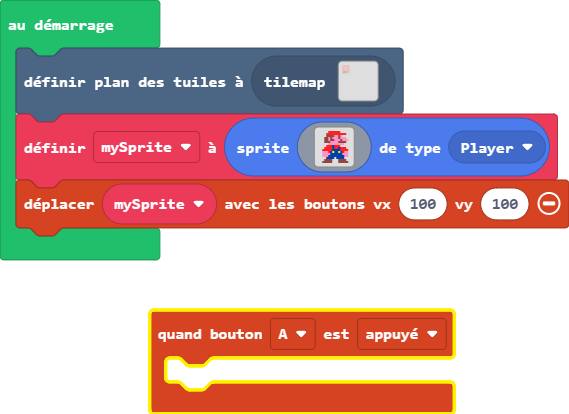 au démarrage
définir plan des tuiles à tilemap
définir mySprite à sprite de type Player
déplacer mySprite avec les boutons vx 100 vy 100
quand bouton A est appuyé